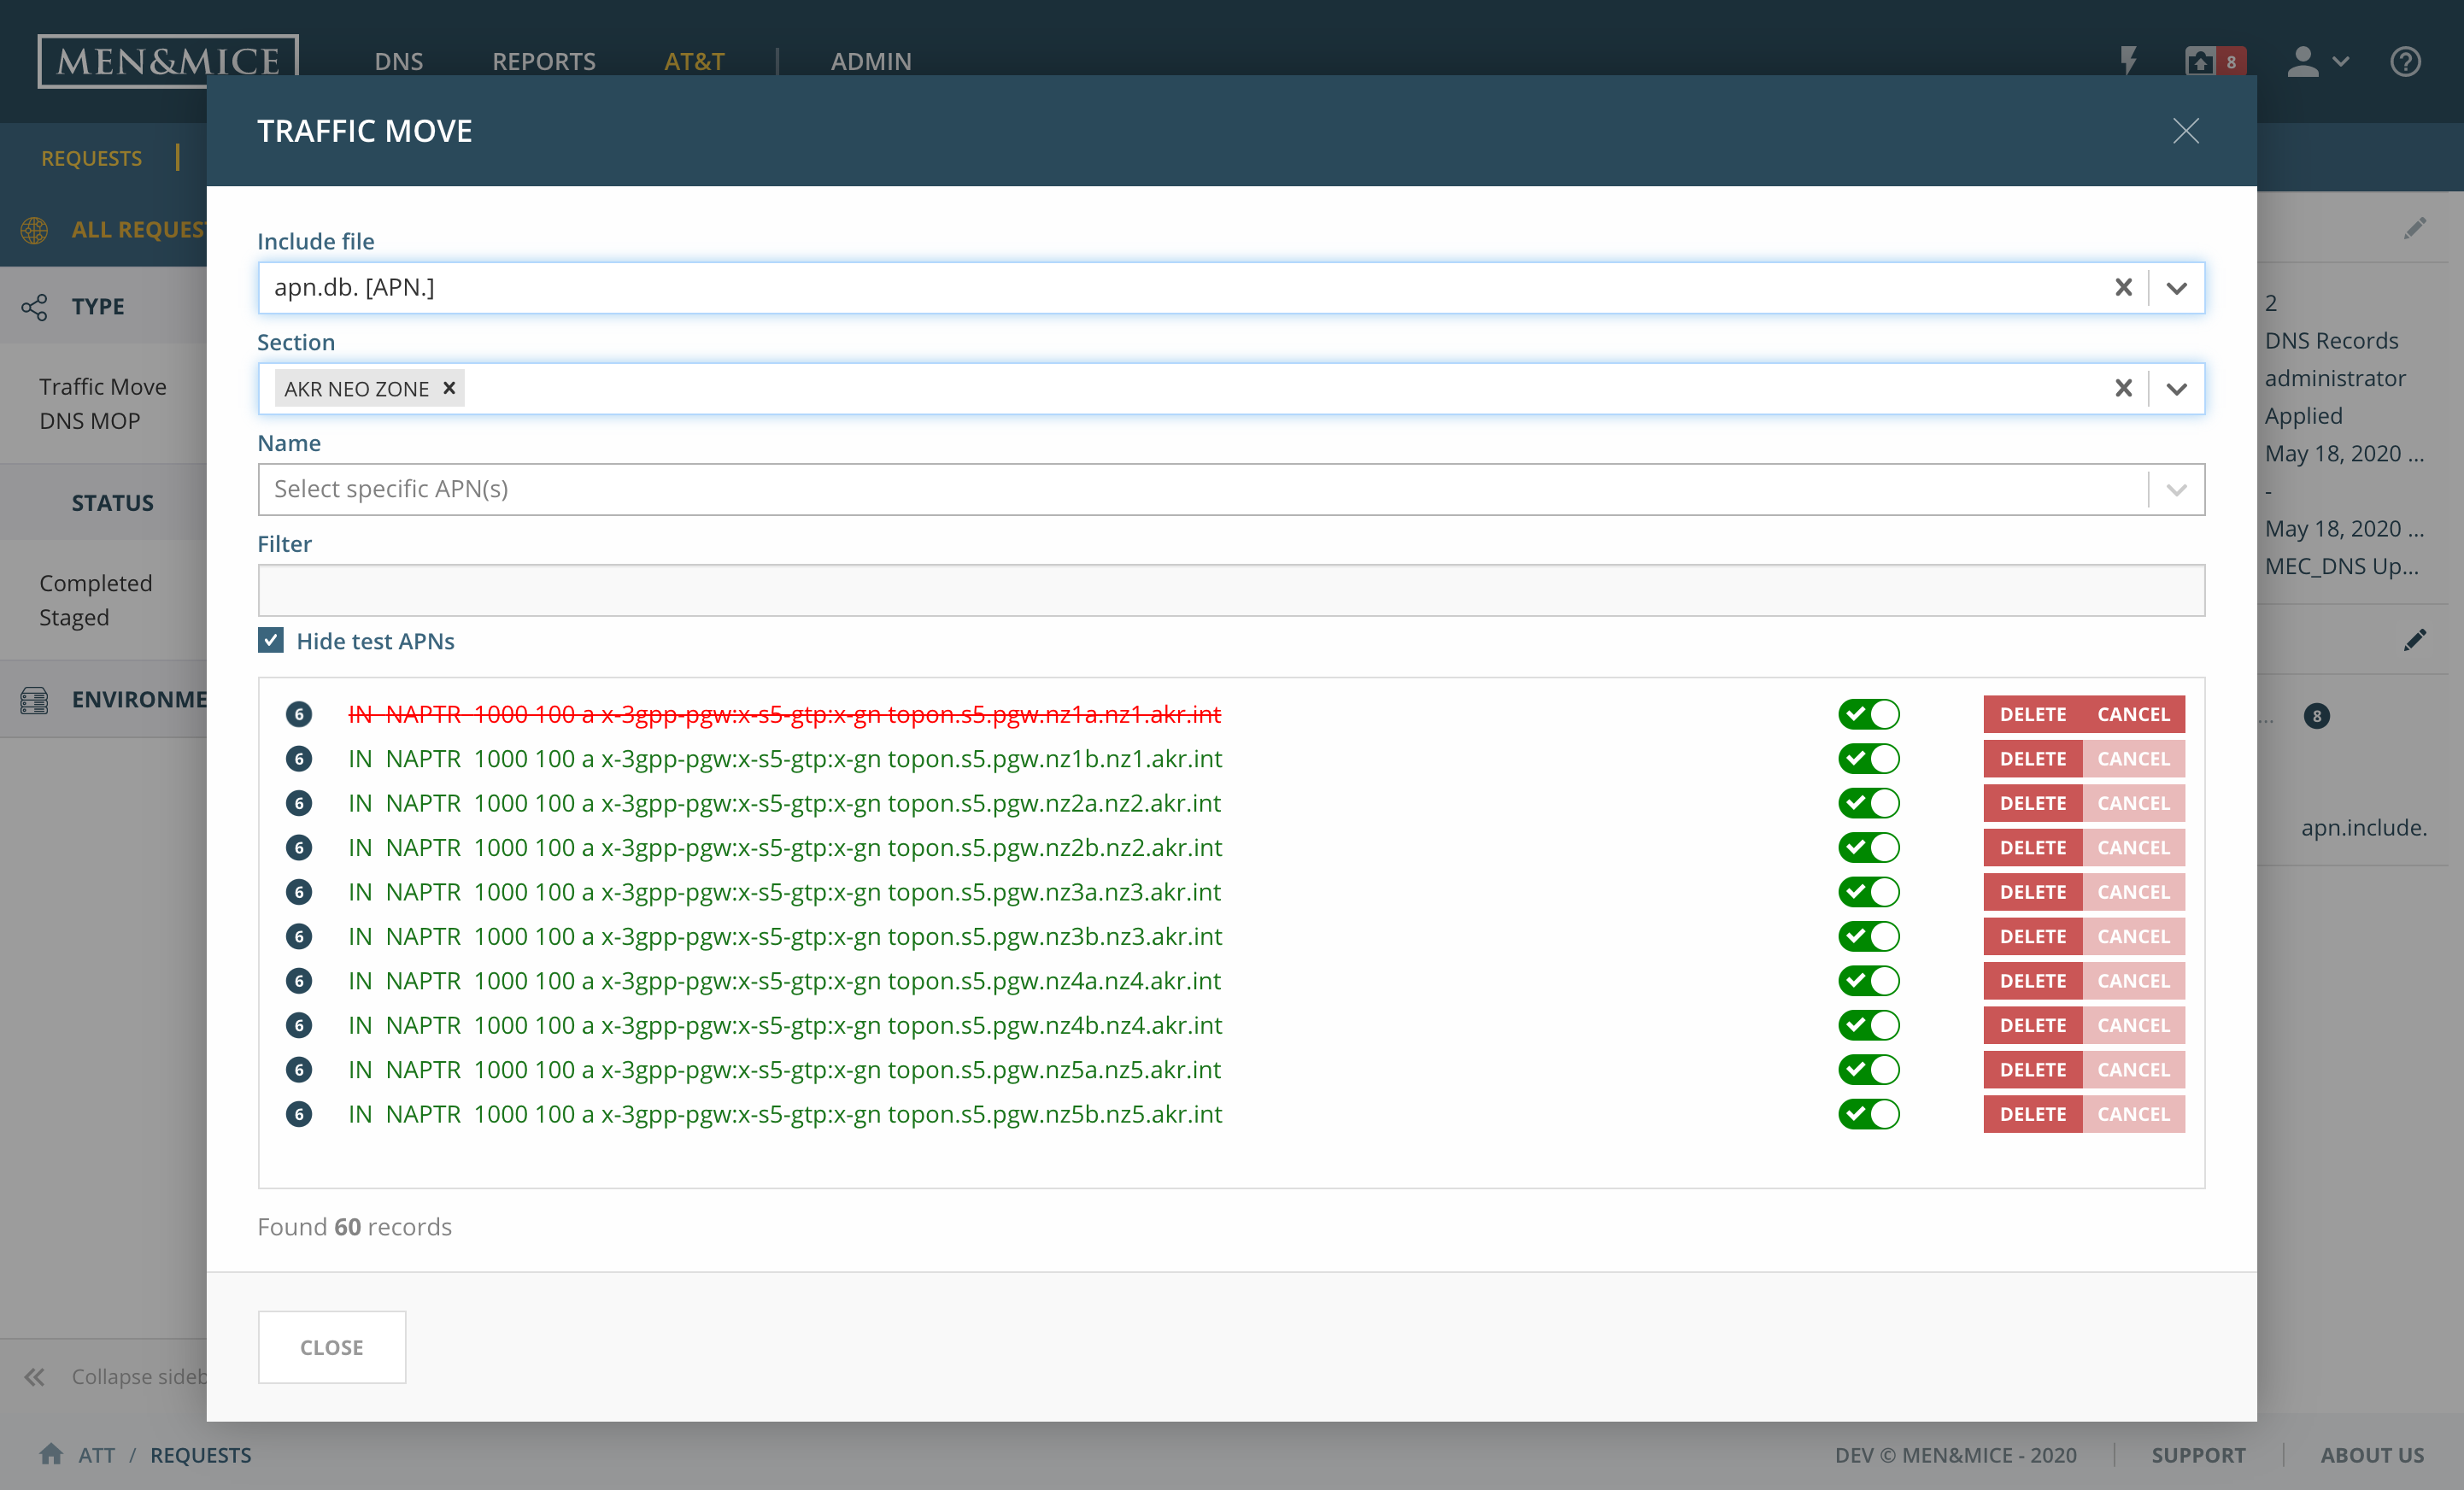 MEN&MICE DNS REPORTS AT&T ADMIN 8
TRAFFIC MOVE
REQUESTS
ALL REQUES
TYPE
Traffic Move
DNS MOP
STATUS
Completed
Staged
ENVIRONME
Include file
apn.db. [APN.]
Section
AKR NEO ZONE
Name
Select specific APN(s)
Filter
Hide test APNs
6 IN NAPTR 1000 100 a x-3gpp-pgw:x-s5-gtp:x-gn topon.s5.pgw.nz1a.nz1.akr.int DELETE CANCEL
6 IN NAPTR 1000 100 a x-3gpp-pgw:x-s5-gtp:x-gn topon.s5.pgw.nz1b.nz1.akr.int DELETE CANCEL
6 IN NAPTR 1000 100 a x-3gpp-pgw:x-s5-gtp:x-gn topon.s5.pgw.nz2a.nz2.akr.int DELETE CANCEL
6 IN NAPTR 1000 100 a x-3gpp-pgw:x-s5-gtp:x-gn topon.s5.pgw.nz2b.nz2.akr.int DELETE CANCEL
6 IN NAPTR 1000 100 a x-3gpp-pgw:x-s5-gtp:x-gn topon.s5.pgw.nz3a.nz3.akr.int DELETE CANCEL
6 IN NAPTR 1000 100 a x-3gpp-pgw:x-s5-gtp:x-gn topon.s5.pgw.nz3b.nz3.akr.int DELETE CANCEL
6 IN NAPTR 1000 100 a x-3gpp-pgw:x-s5-gtp:x-gn topon.s5.pgw.nz4a.nz4.akr.int DELETE CANCEL
6 IN NAPTR 1000 100 a x-3gpp-pgw:x-s5-gtp:x-gn topon.s5.pgw.nz4b.nz4.akr.int DELETE CANCEL
6 IN NAPTR 1000 100 a x-3gpp-pgw:x-s5-gtp:x-gn topon.s5.pgw.nz5a.nz5.akr.int DELETE CANCEL
6 IN NAPTR 1000 100 a x-3gpp-pgw:x-s5-gtp:x-gn topon.s5.pgw.nz5b.nz5.akr.int DELETE CANCEL
Found 60 records
CLOSE
2
DNS Records
administrator
Applied
May 18, 2020 ...
-
May 18, 2020 ...
MEC_DNS Up...
... 8
apn.include.
Collapse sideb
ATT / REQUESTS
DEV © MEN&MICE - 2020 SUPPORT ABOUT US